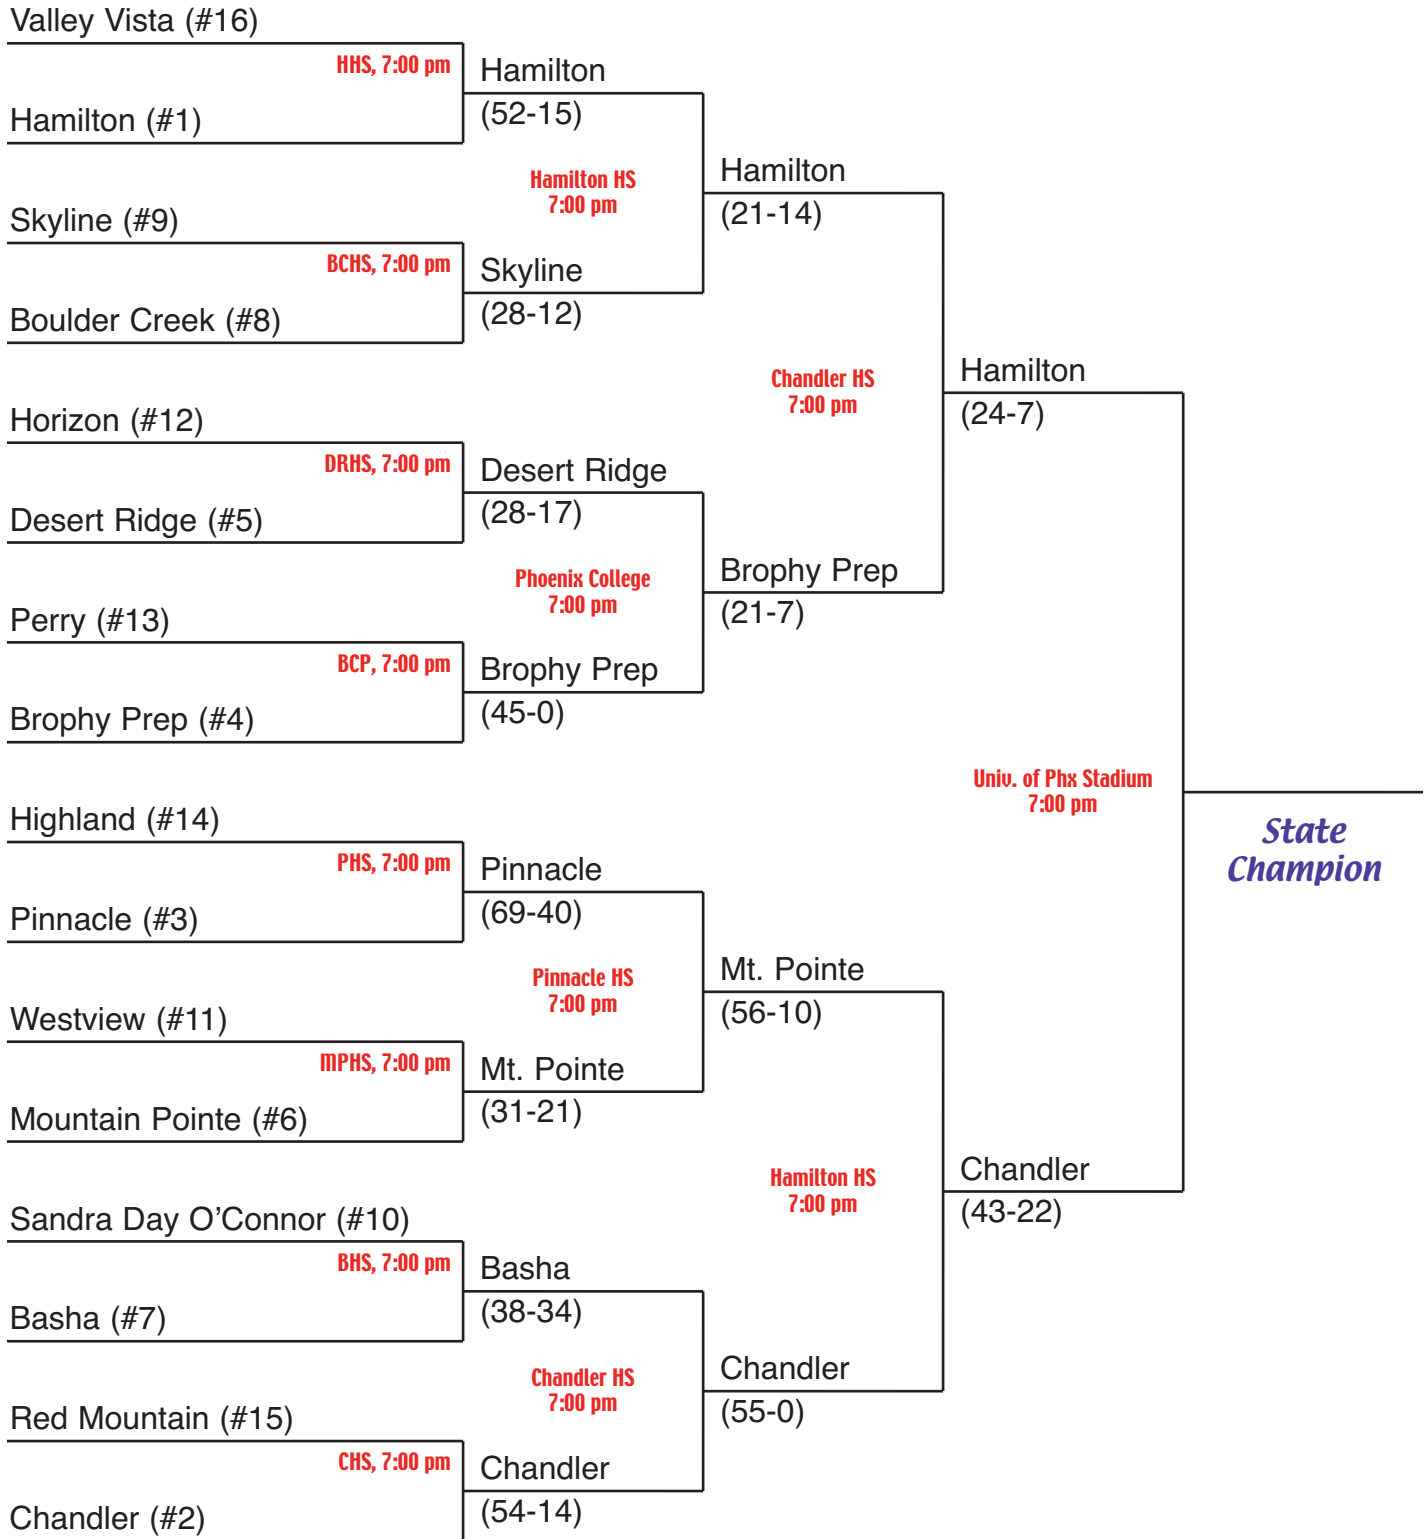 Valley Vista (#16)
HHS, 7:00 pm
Hamilton (#1)
Hamilton
(52-15)
Hamilton HS
7:00 pm
Skyline (#9)
BCHS, 7:00 pm
Boulder Creek (#8)
Skyline
(28-12)
Hamilton
(21-14)
Chandler HS
7:00 pm
Horizon (#12)
DRHS, 7:00 pm
Desert Ridge (#5)
Desert Ridge
(28-17)
Phoenix College
7:00 pm
Perry (#13)
BCP, 7:00 pm
Brophy Prep (#4)
Brophy Prep
(45-0)
Brophy Prep
(21-7)
Hamilton
(24-7)
Univ. of Phx Stadium
7:00 pm
State
Champion
Highland (#14)
PHS, 7:00 pm
Pinnacle (#3)
Pinnacle
(69-40)
Pinnacle HS
7:00 pm
Westview (#11)
MPHS, 7:00 pm
Mountain Pointe (#6)
Mt. Pointe
(31-21)
Mt. Pointe
(56-10)
Hamilton HS
7:00 pm
Chandler
(43-22)
Sandra Day O’Connor (#10)
BHS, 7:00 pm
Basha (#7)
Basha
(38-34)
Chandler HS
7:00 pm
Chandler
(55-0)
Red Mountain (#15)
CHS, 7:00 pm
Chandler (#2)
Chandler
(54-14)